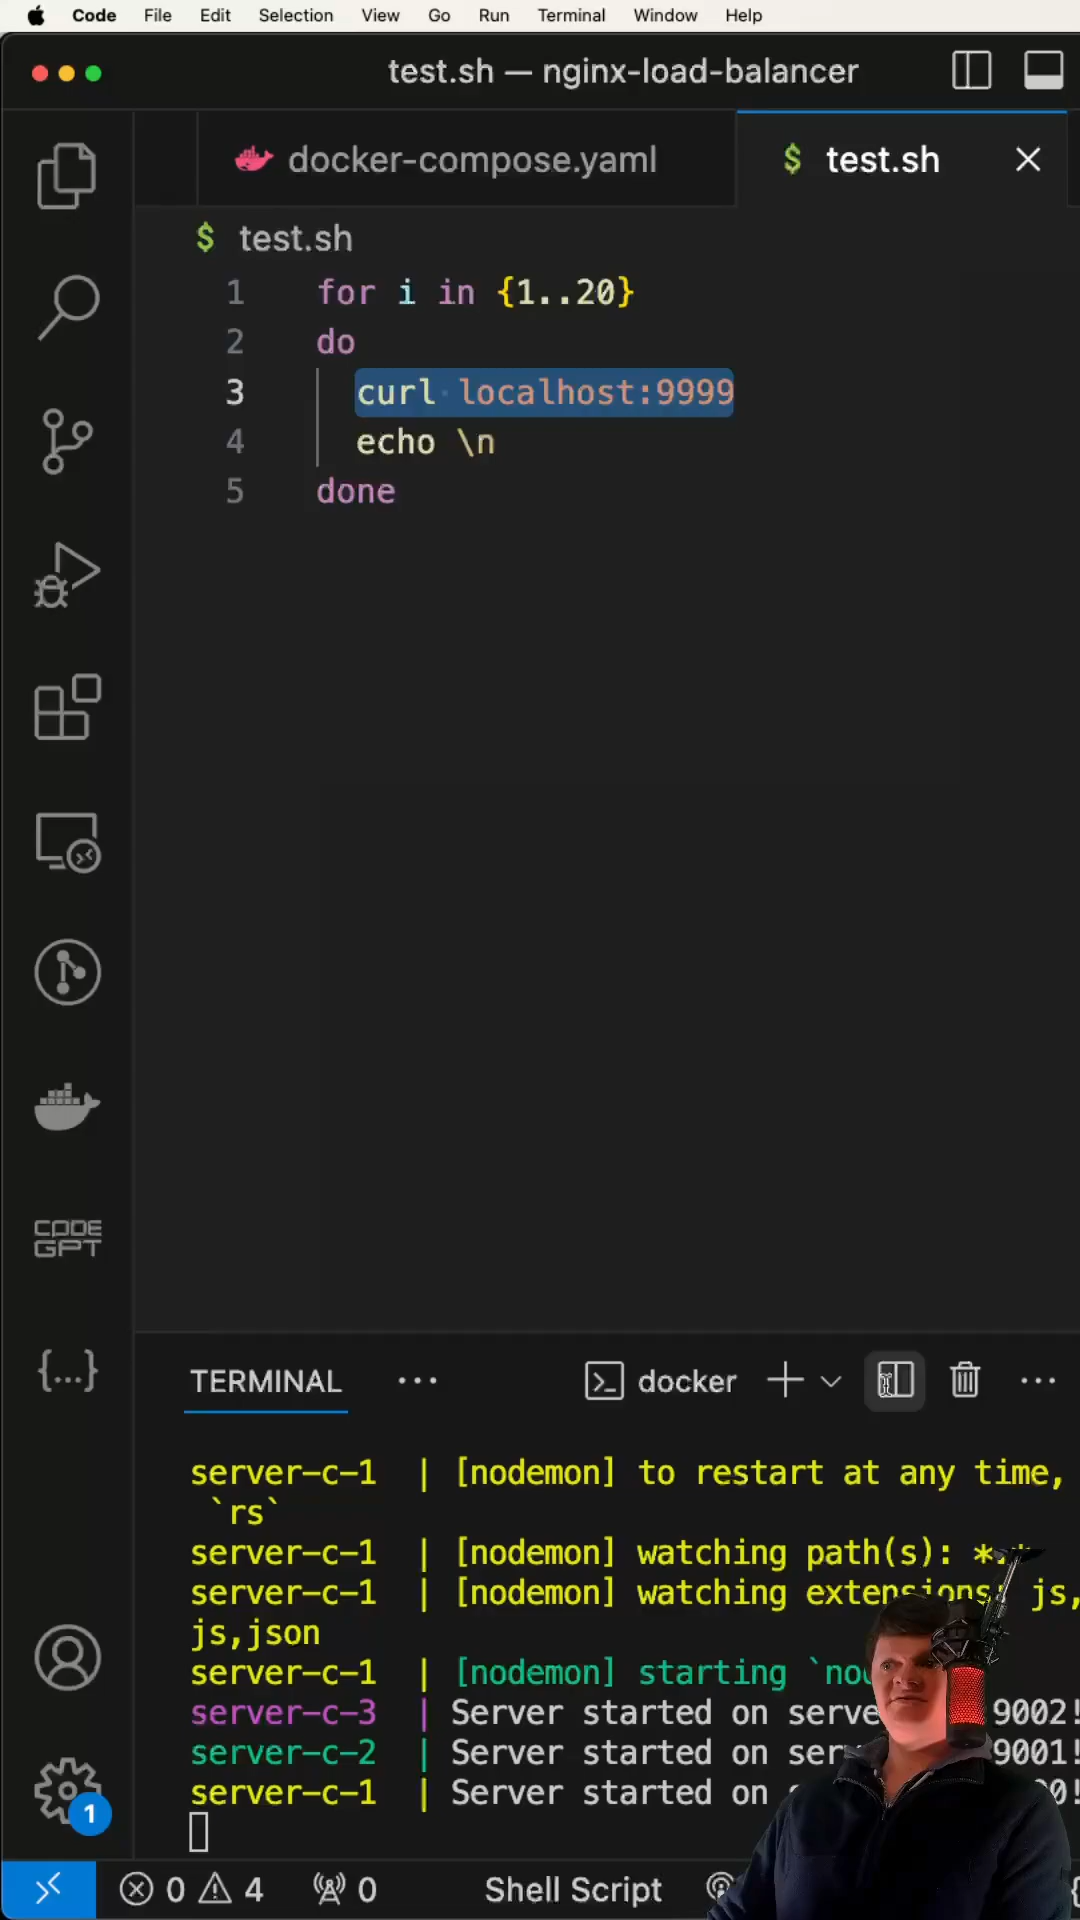 Code File Edit Selection View Go Run Terminal Window Help
test.sh — nginx-load-balancer
docker-compose.yaml
$ test.sh
$ test.sh
1 for i in {1..20}
2 do
3 curl localhost:9999
4 echo \n
5 done
CODE
GPT
{...}
TERMINAL ... docker
server-c-1 | [nodemon] to restart at any time,
`rs`
server-c-1 | [nodemon] watching path(s): *.*
server-c-1 | [nodemon] watching extensions: js,
js,json
server-c-1 | [nodemon] starting
server-c-3 | Server started on 9002!
server-c-2 | Server started on 9001!
server-c-1 | Server started on
1
0 4 0 Shell Script